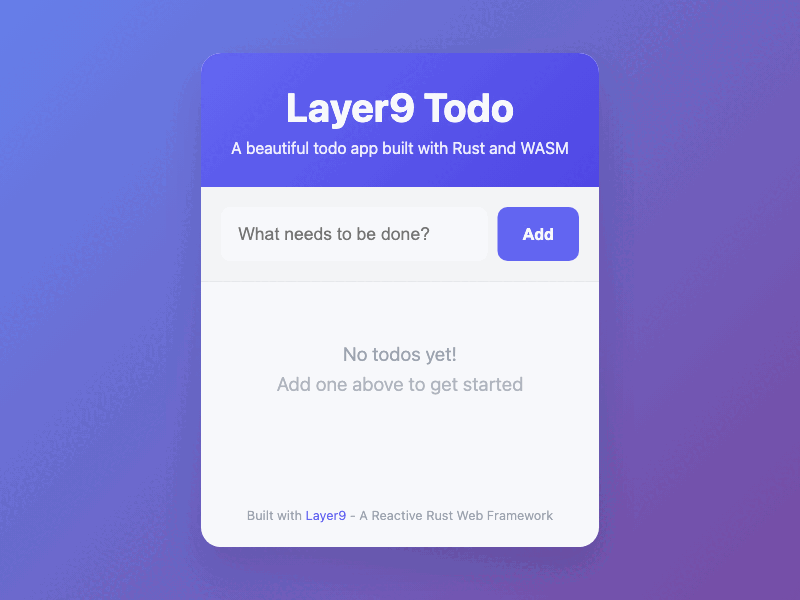 Layer9 Todo
A beautiful todo app built with Rust and WASM
What needs to be done?
Add
No todos yet!
Add one above to get started
Built with Layer9 - A Reactive Rust Web Framework